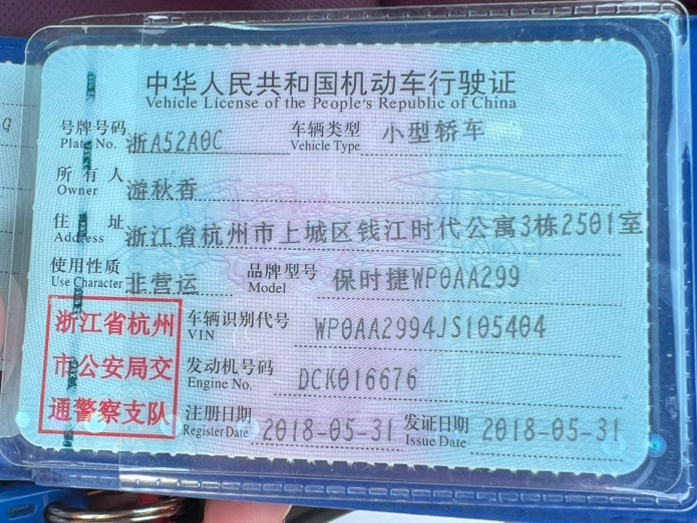 中华人民共和国机动车行驶证
Vehicle License of the People's Republic of China
号牌号码 浙A52A0C 车辆类型 小型轿车
Plate No. Vehicle Type
所有人 游秋香
Owner
住址 浙江省杭州市上城区钱江时代公寓3栋2501室
Address
使用性质 非营运 品牌型号 保时捷WP0AA299
Use Character Model
浙江省杭州
市公安局交
通警察支队
车辆识别代号 WP0AA2994JS105404
VIN
发动机号码 DCK016676
Engine No.
注册日期 2018-05-31 发证日期 2018-05-31
Register Date Issue Date